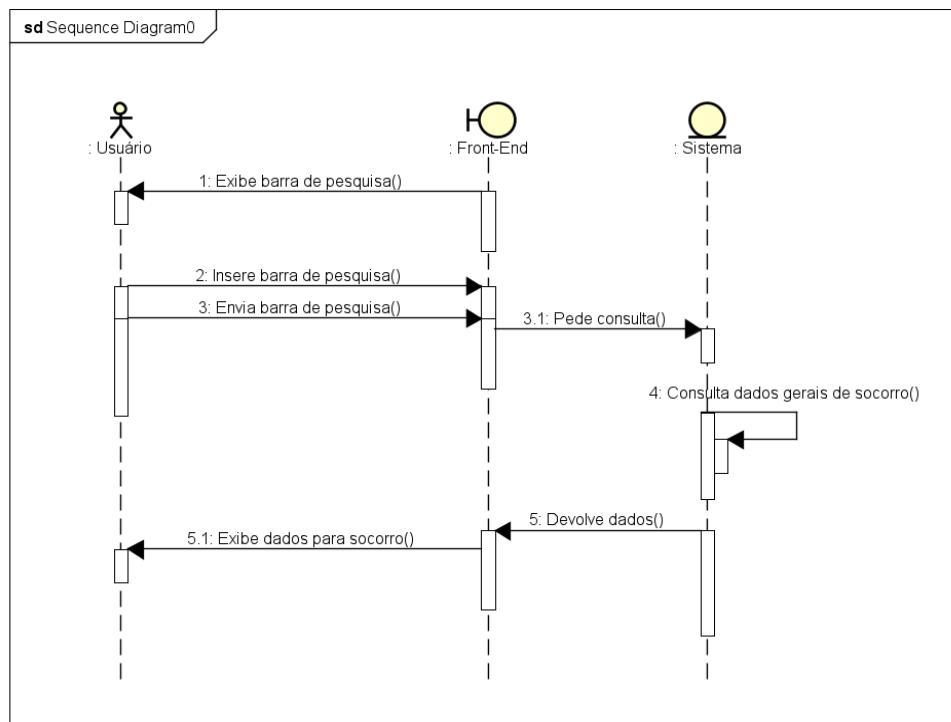 sd Sequence Diagram0
: Usuário
: Front-End
: Sistema
1: Exibe barra de pesquisa()
2: Insere barra de pesquisa()
3: Envia barra de pesquisa()
3.1: Pede consulta()
4: Consulta dados gerais de socorro()
5: Devolve dados()
5.1: Exibe dados para socorro()